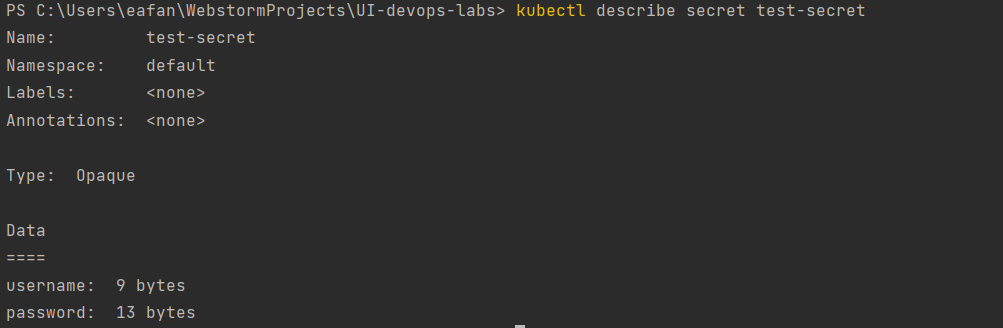 PS C:\Users\eafan\WebstormProjects\UI-devops-labs> kubectl describe secret test-secret
Name:         test-secret
Namespace:    default
Labels:       <none>
Annotations:  <none>

Type:  Opaque

Data
====
username:  9 bytes
password:  13 bytes